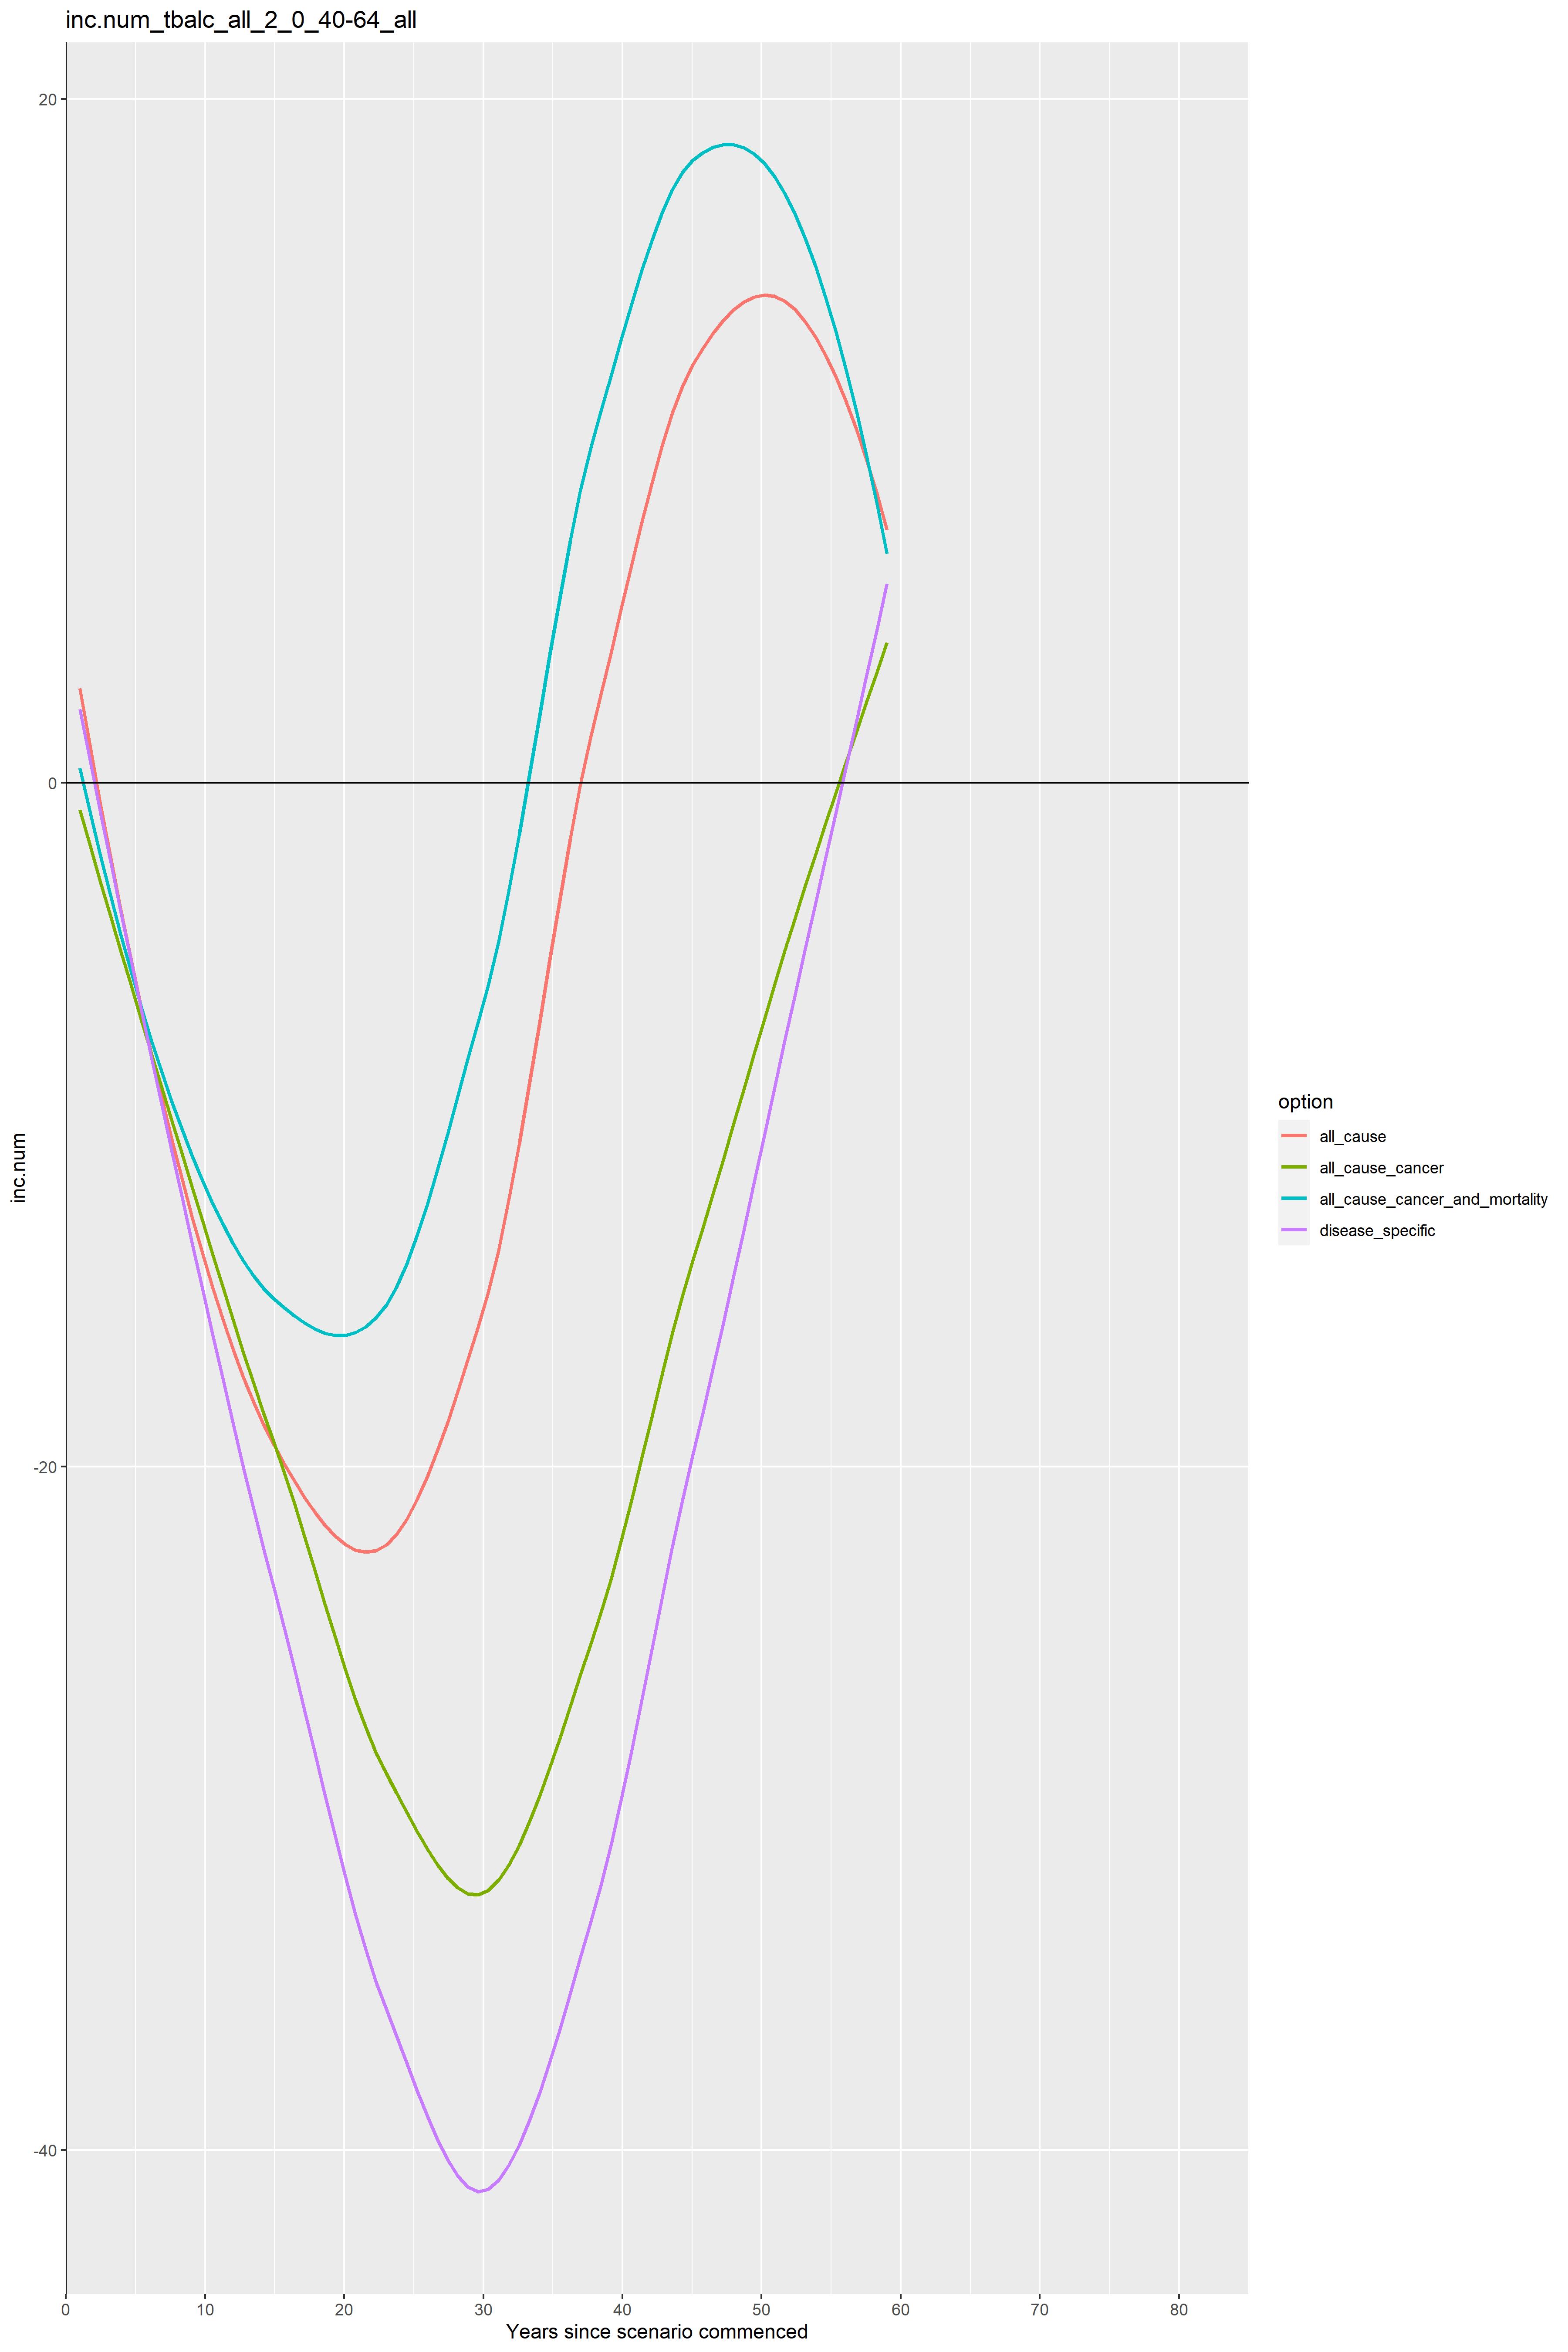 inc.num_tbalc_all_2_0_40-64_all
20
0
-20
-40
inc.num
0 10 20 30 40 50 60 70 80
Years since scenario commenced
option
all_cause
all_cause_cancer
all_cause_cancer_and_mortality
disease_specific